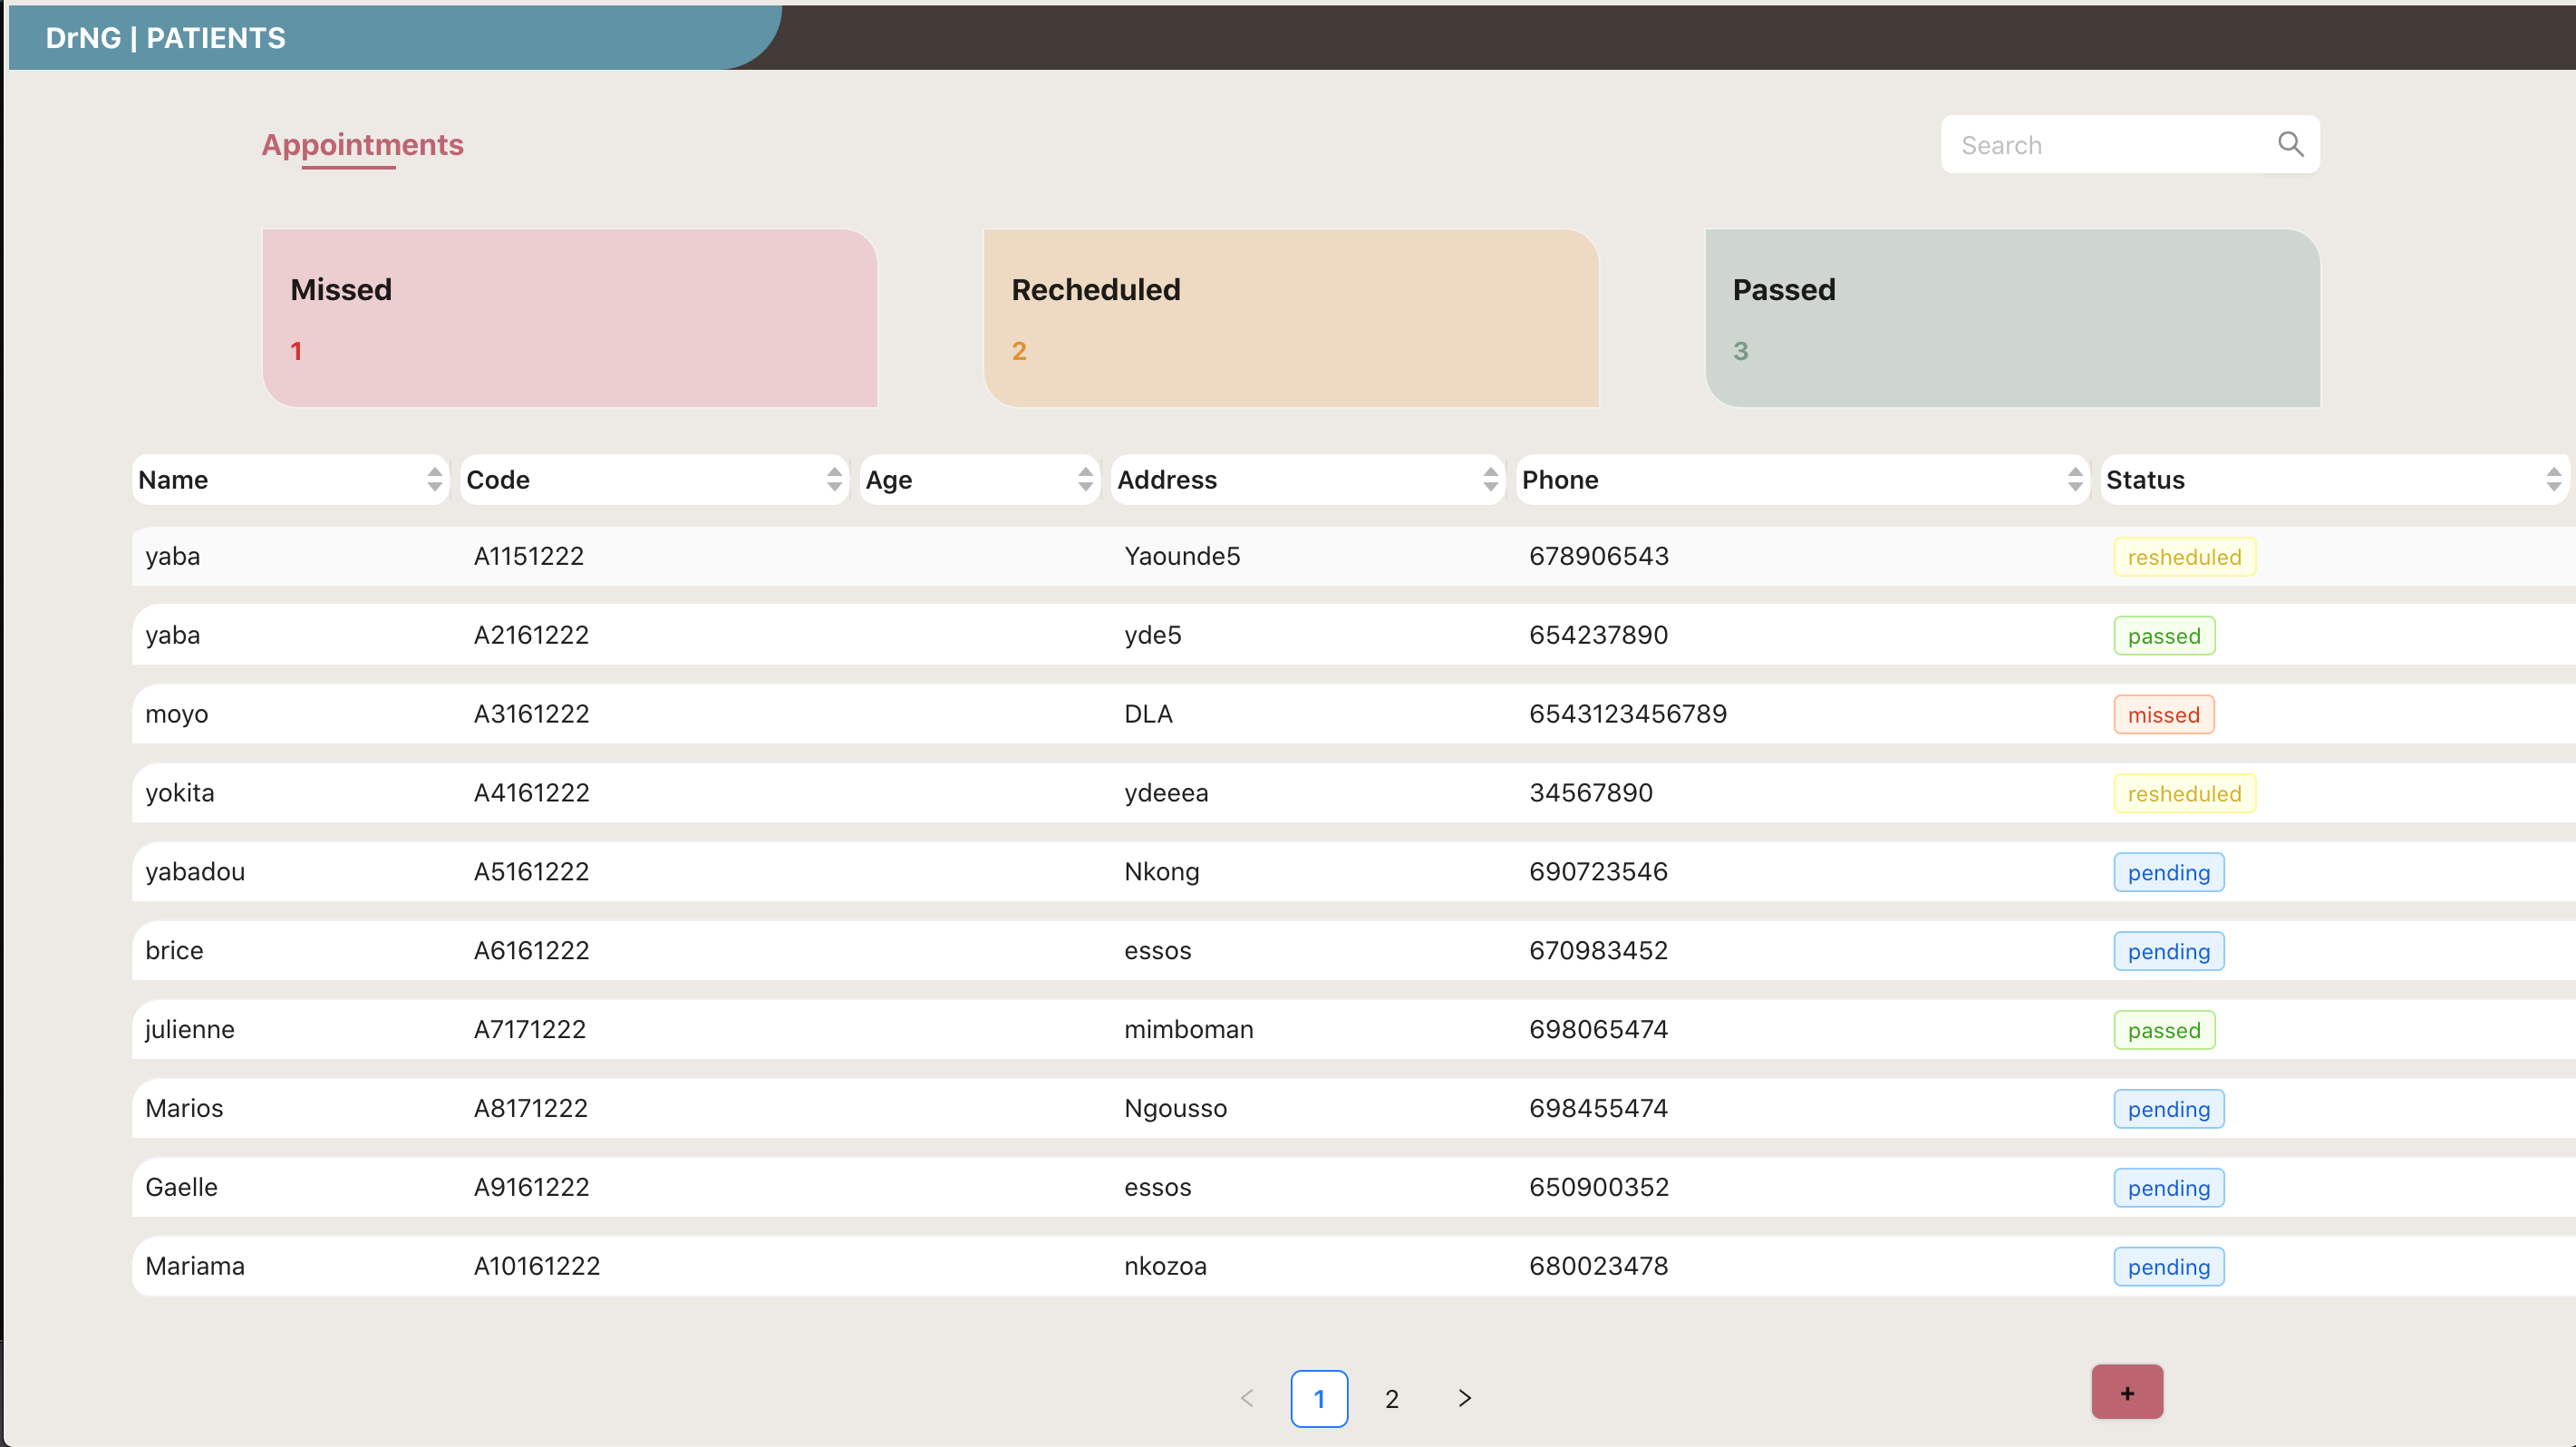 DrNG | PATIENTS
Appointments
Search
Missed
1
Recheduled
2
Passed
3
Name Code Age Address Phone Status
yaba A1151222 Yaounde5 678906543 resheduled
yaba A2161222 yde5 654237890 passed
moyo A3161222 DLA 6543123456789 missed
yokita A4161222 ydeeea 34567890 resheduled
yabadou A5161222 Nkong 690723546 pending
brice A6161222 essos 670983452 pending
julienne A7171222 mimboman 698065474 passed
Marios A8171222 Ngousso 698455474 pending
Gaelle A9161222 essos 650900352 pending
Mariama A10161222 nkozoa 680023478 pending
< 1 2 >
+